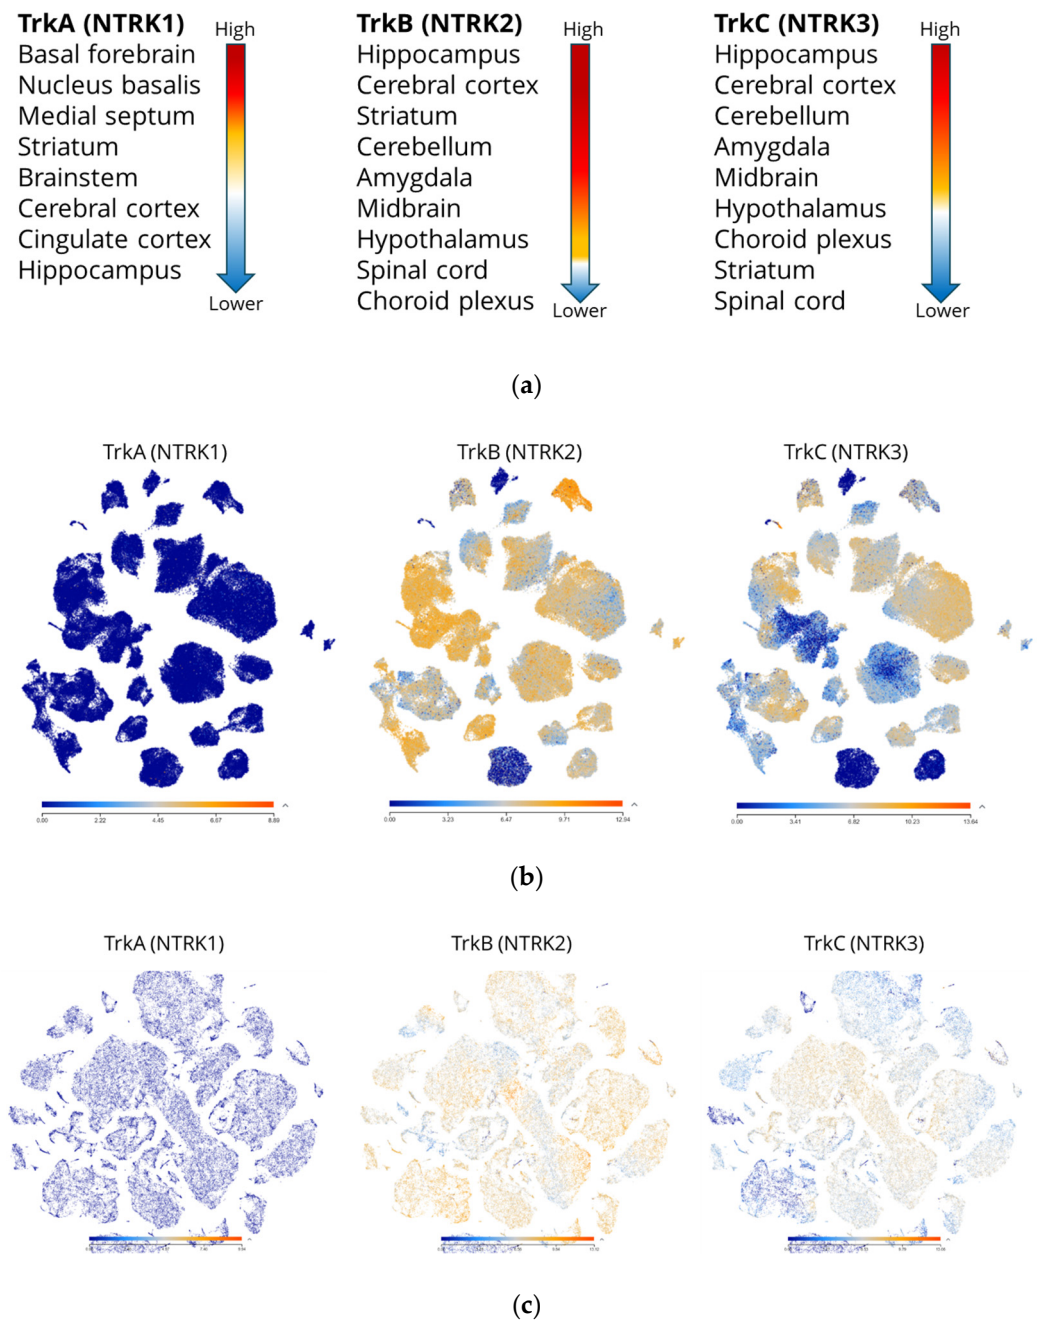 TrkA (NTRK1)
High
Basal forebrain
Nucleus basalis
Medial septum
Striatum
Brainstem
Cerebral cortex
Cingulate cortex
Hippocampus
Lower
TrkB (NTRK2)
High
Hippocampus
Cerebral cortex
Striatum
Cerebellum
Amygdala
Midbrain
Hypothalamus
Spinal cord
Choroid plexus
Lower
TrkC (NTRK3)
High
Hippocampus
Cerebral cortex
Cerebellum
Amygdala
Midbrain
Hypothalamus
Choroid plexus
Striatum
Spinal cord
Lower
(a)
TrkA (NTRK1)
TrkB (NTRK2)
TrkC (NTRK3)
0.00 2.22 4.45 6.67 8.89
0.00 3.23 6.47 9.71 12.94
0.00 3.41 6.82 10.23 13.64
(b)
TrkA (NTRK1)
TrkB (NTRK2)
TrkC (NTRK3)
(c)